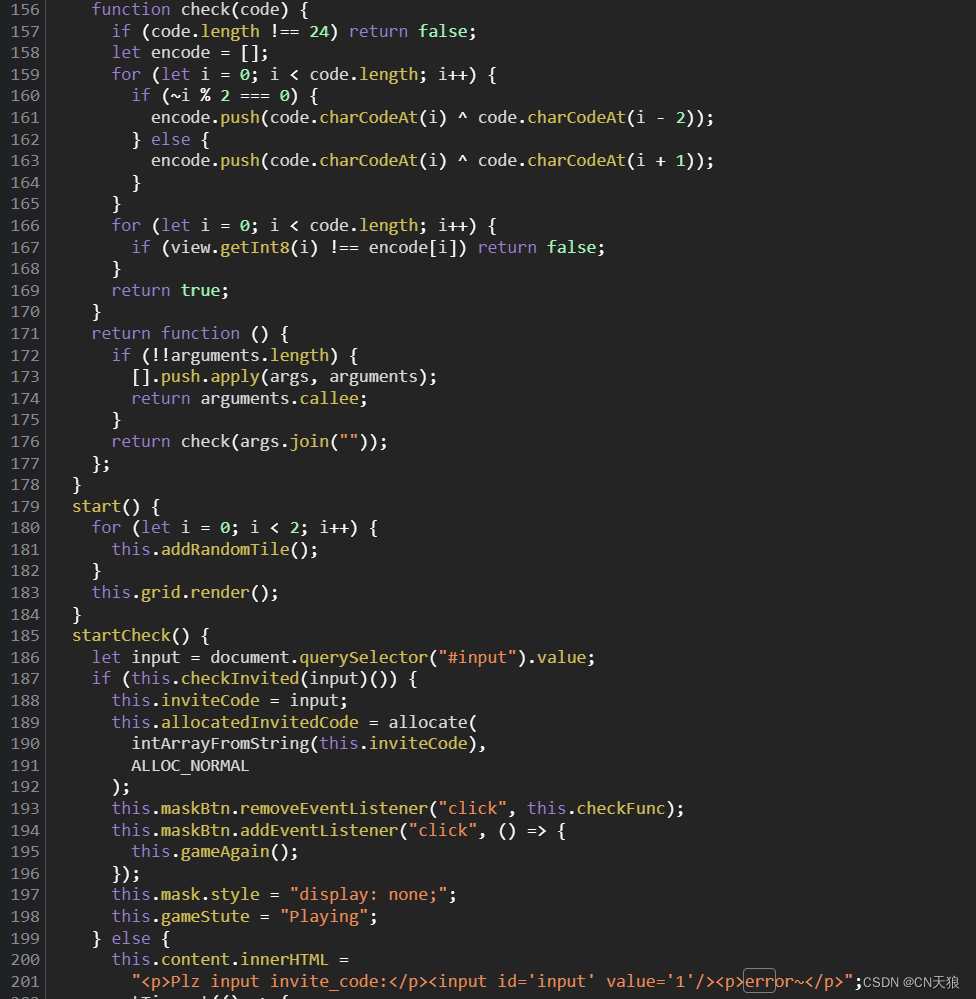 156 function check(code) {
157 if (code.length !== 24) return false;
158 let encode = [];
159 for (let i = 0; i < code.length; i++) {
160 if (~i % 2 === 0) {
161 encode.push(code.charCodeAt(i) ^ code.charCodeAt(i - 2));
162 } else {
163 encode.push(code.charCodeAt(i) ^ code.charCodeAt(i + 1));
164 }
165 }
166 for (let i = 0; i < code.length; i++) {
167 if (view.getInt8(i) !== encode[i]) return false;
168 }
169 return true;
170 }
171 return function () {
172 if (!!arguments.length) {
173 [].push.apply(args, arguments);
174 return arguments.callee;
175 }
176 return check(args.join(""));
177 };
178 }
179 start() {
180 for (let i = 0; i < 2; i++) {
181 this.addRandomTile();
182 }
183 this.grid.render();
184 }
185 startCheck() {
186 let input = document.querySelector("#input").value;
187 if (this.checkInvited(input)()) {
188 this.inviteCode = input;
189 this.allocatedInvitedCode = allocate(
190 intArrayFromString(this.inviteCode),
191 ALLOC_NORMAL
192 );
193 this.maskBtn.removeEventListener("click", this.checkFunc);
194 this.maskBtn.addEventListener("click", () => {
195 this.gameAgain();
196 });
197 this.mask.style = "display: none;";
198 this.gameStute = "Playing";
199 } else {
200 this.content.innerHTML =
201 "<p>Plz input invite_code:</p><input id='input' value='1'/><p>error~</p>";
CSDN @CN天狼